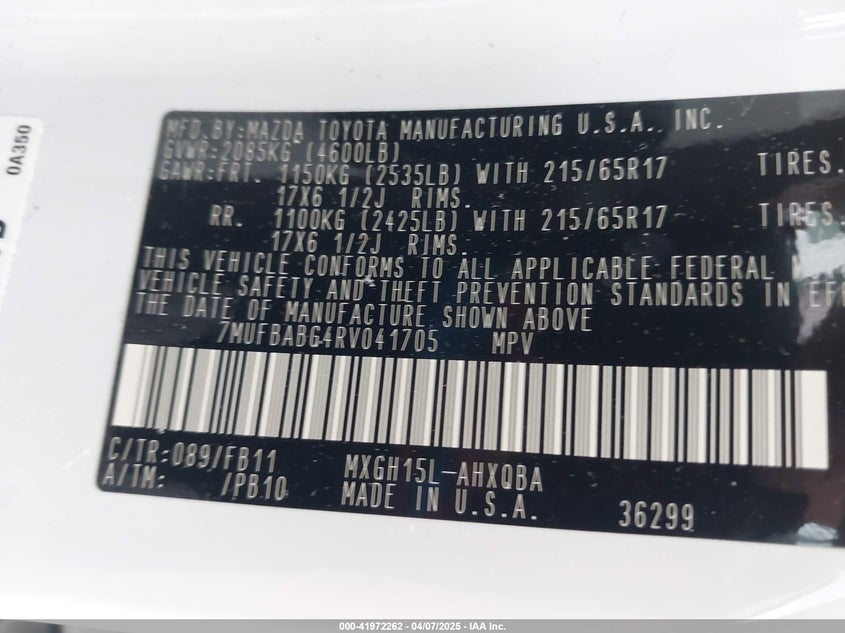 0A350
MFD.BY:MAZDA TOYOTA MANUFACTURING U.S.A., INC.
GVWR:2085KG (4600LB)
GAWR:FRT. 1150KG (2535LB) WITH 215/65R17 TIRES.
17X6 1/2J RIMS.
RR. 1100KG (2425LB) WITH 215/65R17 TIRES.
17X6 1/2J RIMS.
THIS VEHICLE CONFORMS TO ALL APPLICABLE FEDERAL
VEHICLE SAFETY AND THEFT PREVENTION STANDARDS IN
THE DATE OF MANUFACTURE SHOWN ABOVE
7MUFBABG4RV041705 MPV
C/TR:089/FB11 MXGH15L-AHXQBA
A/TM: /PB10 MADE IN U.S.A. 36299
000-41972262 - 04/07/2025 - IAA Inc.